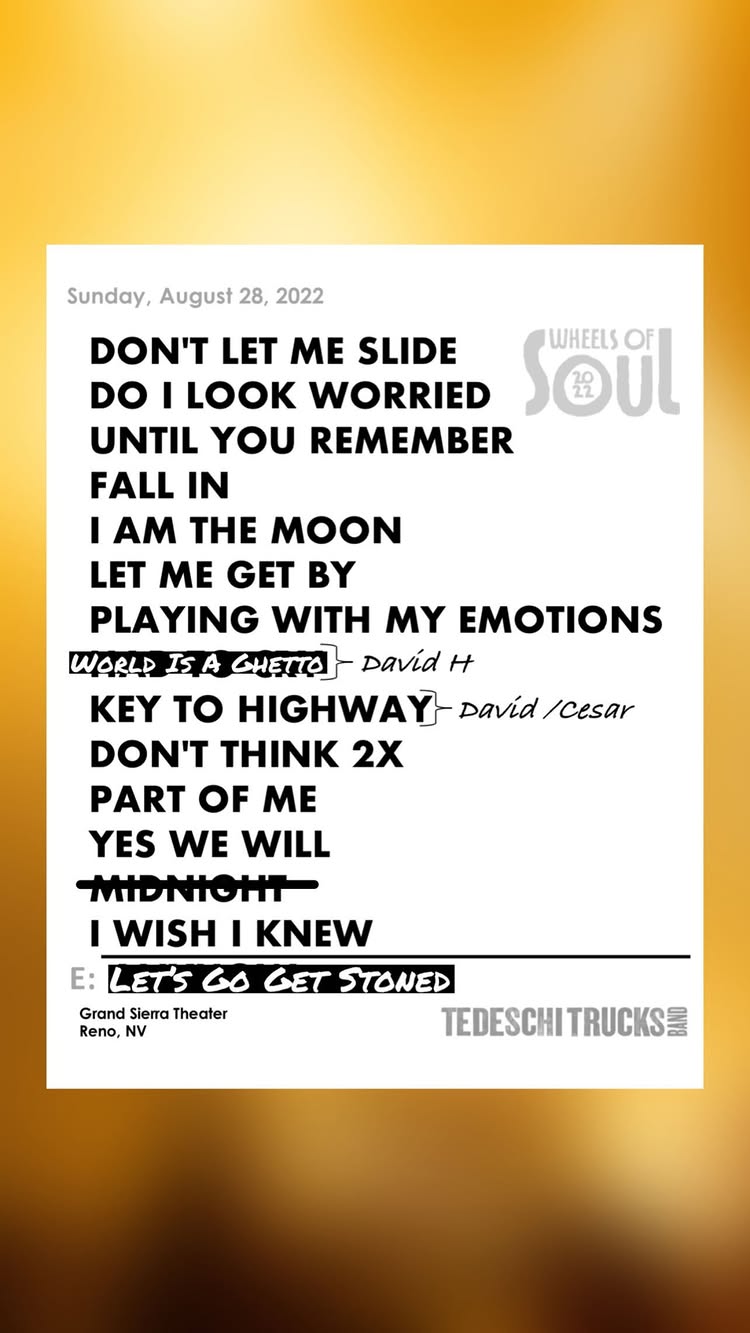 Sunday, August 28, 2022
WHEELS OF
SOUL
2022
DON'T LET ME SLIDE
DO I LOOK WORRIED
UNTIL YOU REMEMBER
FALL IN
I AM THE MOON
LET ME GET BY
PLAYING WITH MY EMOTIONS
WORLD IS A GHETTO David H
KEY TO HIGHWAY David /Cesar
DON'T THINK 2X
PART OF ME
YES WE WILL
MIDNIGHT
I WISH I KNEW
E: LET'S GO GET STONED
Grand Sierra Theater
Reno, NV
TEDESCHI TRUCKS BAND